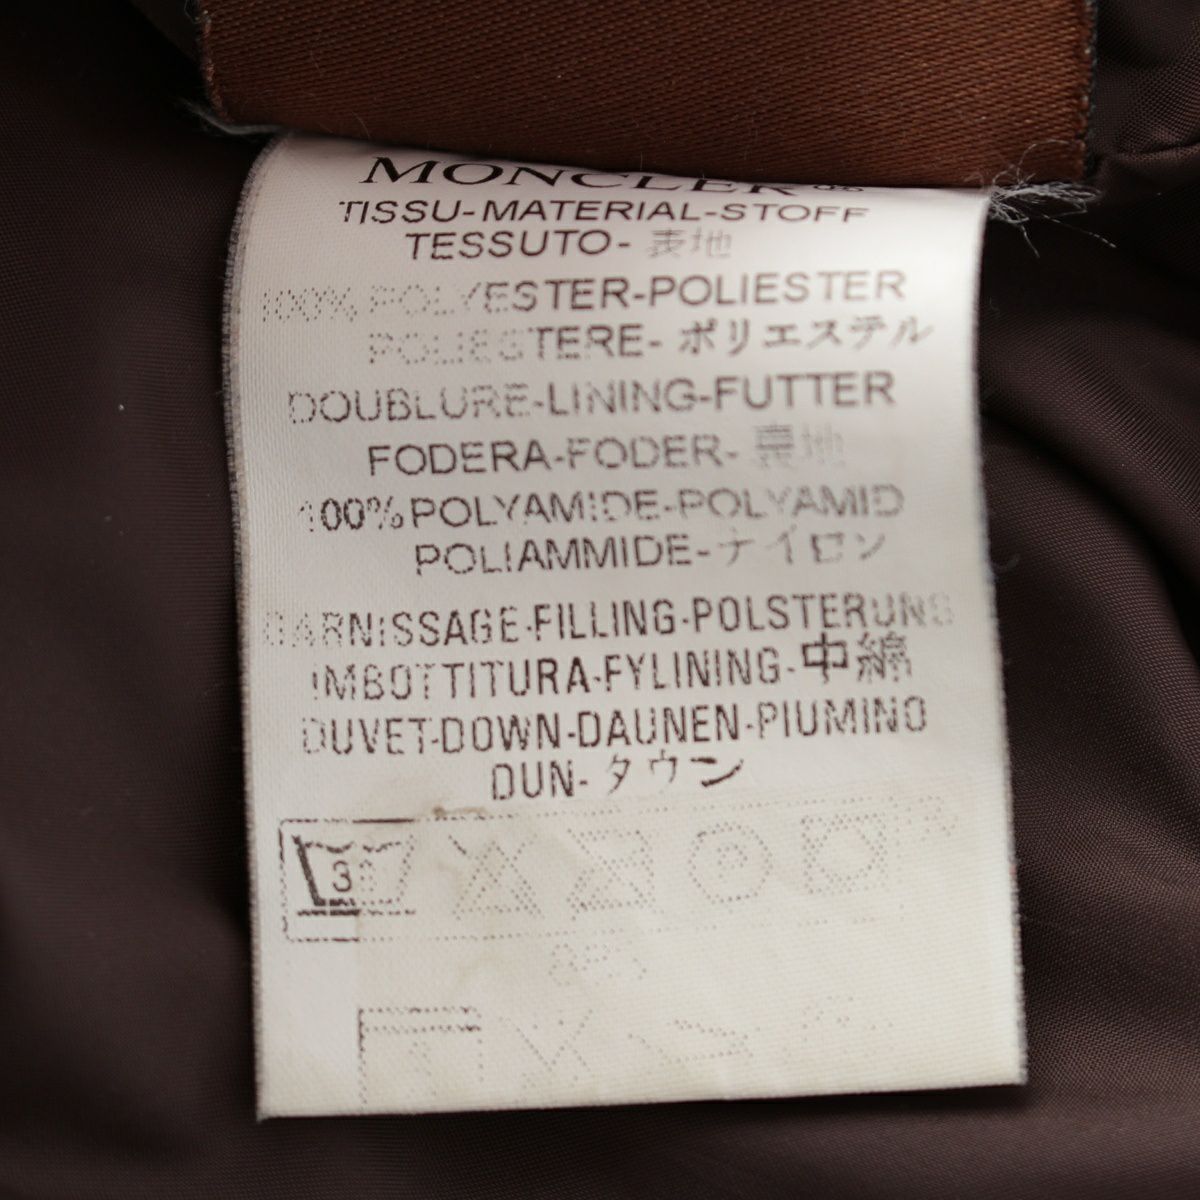 MONCLER
TISSU-MATERIAL-STOFF
TESSUTO-表地
100% POLYESTER-POLIESTER
POLIESTERE-ポリエステル
DOUBLURE-LINING-FUTTER
FODERA-FODER-裏地
100% POLYAMIDE-POLYAMID
POLIAMMIDE-ナイロン
GARNISSAGE-FILLING-POLSTERUNG
IMBOTTITURA-FYLINING-中綿
DUVET-DOWN-DAUNEN-PIUMINO
DUN-タウン